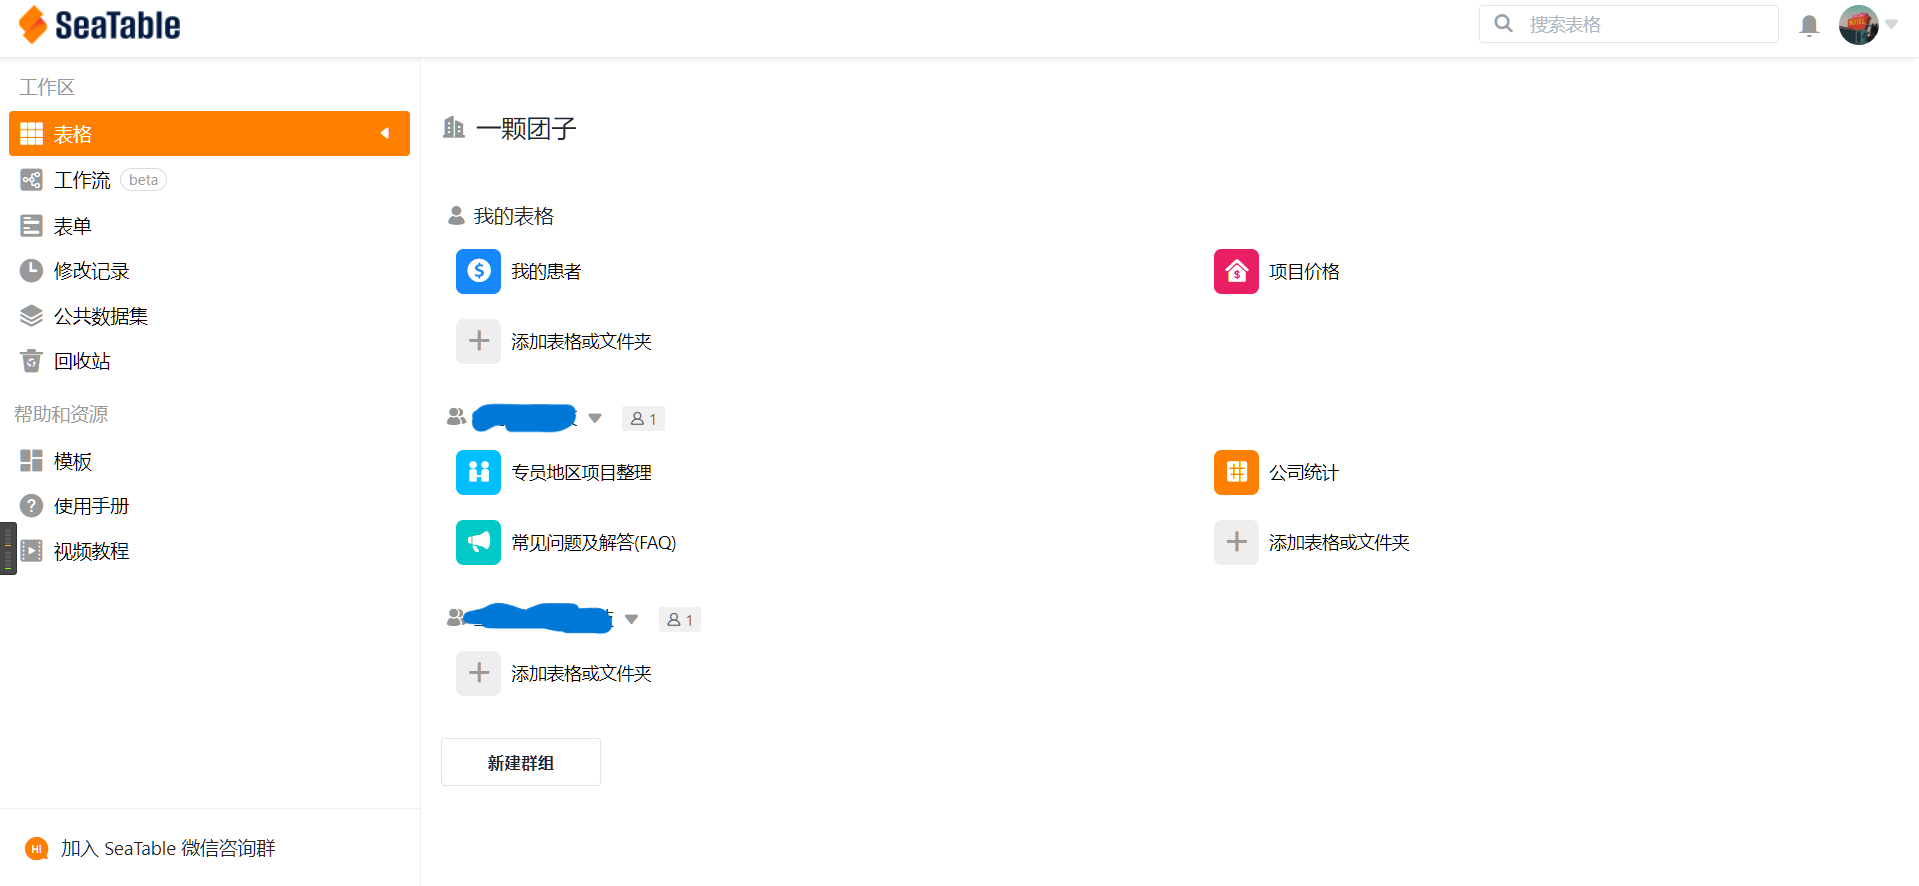 SeaTable
搜索表格
工作区
表格
工作流 beta
表单
修改记录
公共数据集
回收站
帮助和资源
模板
使用手册
视频教程
加入 SeaTable 微信咨询群
一颗团子
我的表格
我的患者
项目价格
添加表格或文件夹
1
专员地区项目整理
公司统计
常见问题及解答(FAQ)
添加表格或文件夹
1
添加表格或文件夹
新建群组